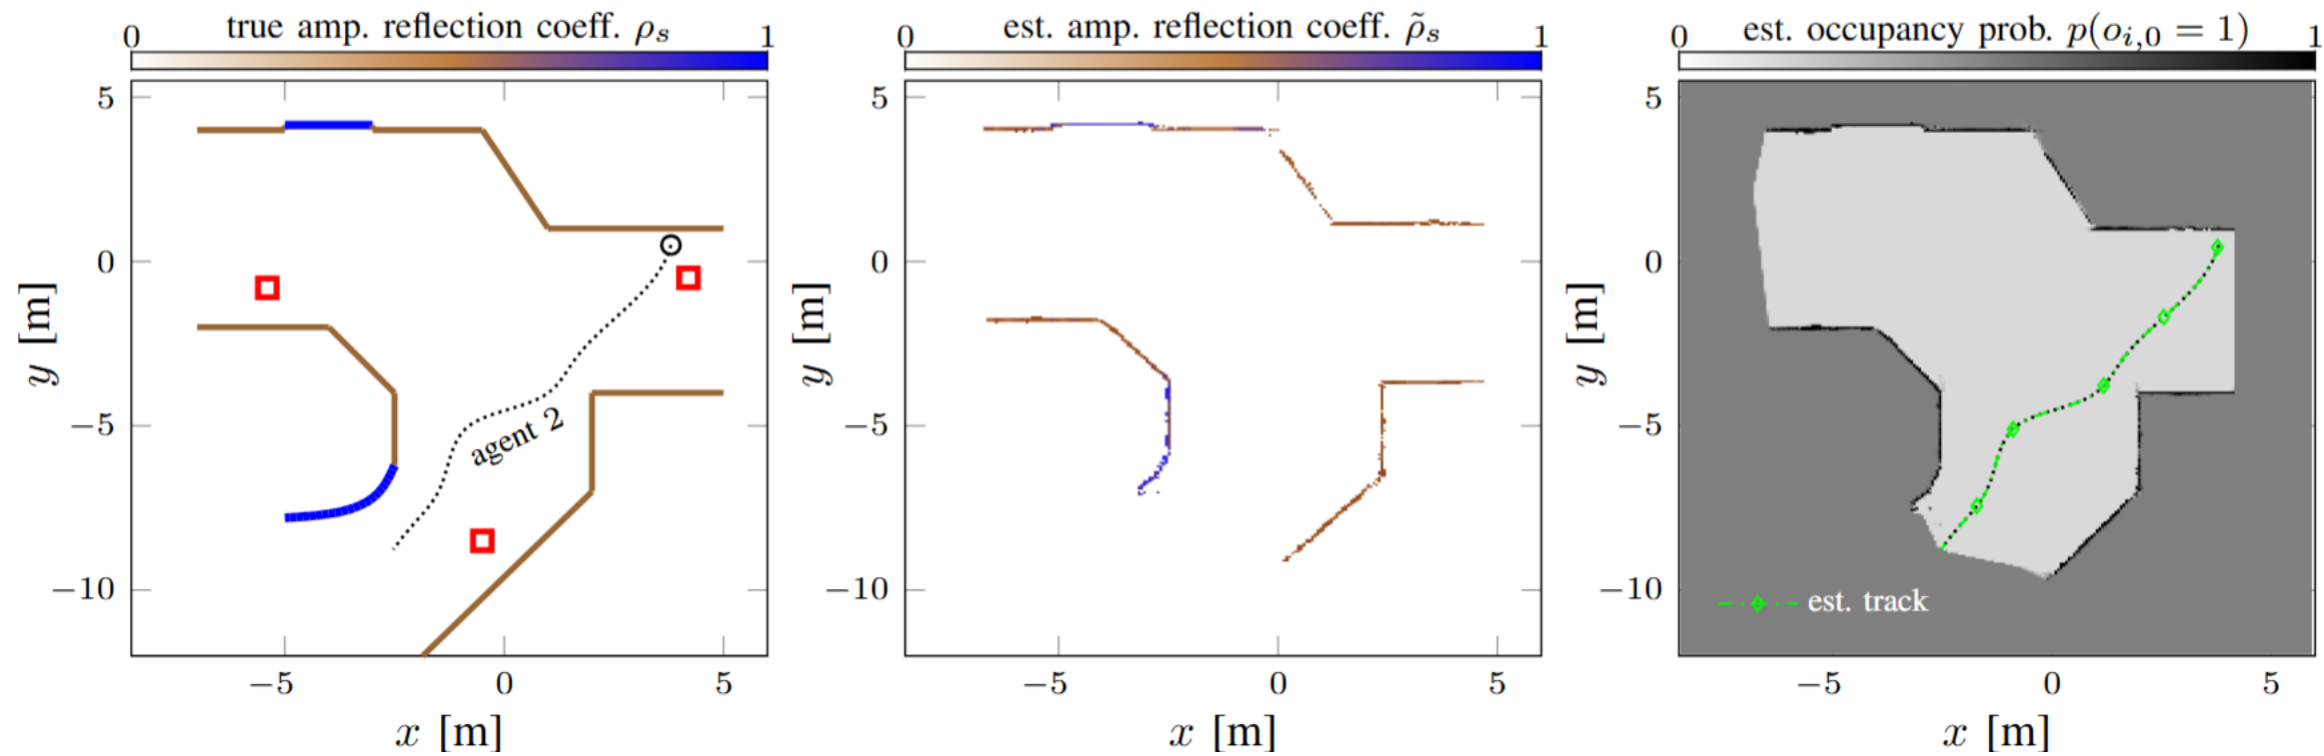 true amp. reflection coeff. ρₛ
0 1
5
0
−5
−10
y [m]
agent 2
−5 0 5
x [m]
est. amp. reflection coeff. ρ̃ₛ
0 1
5
0
−5
−10
y [m]
−5 0 5
x [m]
est. occupancy prob. p(oᵢ,₀ = 1)
0 1
5
0
−5
−10
y [m]
est. track
−5 0 5
x [m]